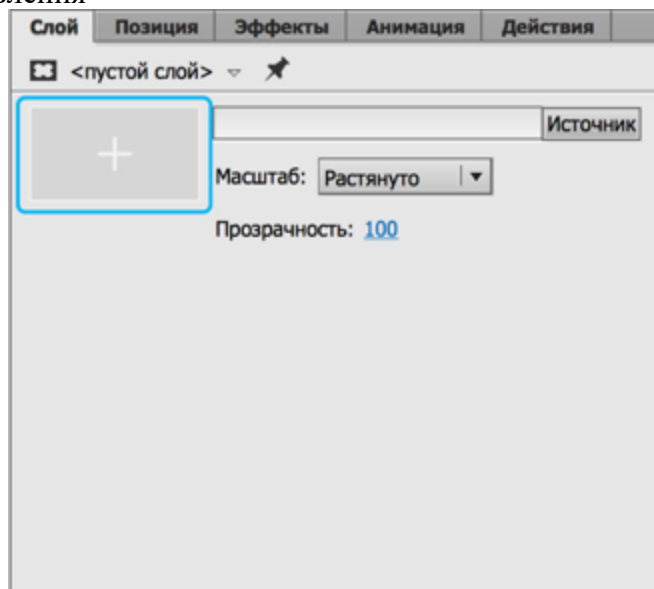 Слой Позиция Эффекты Анимация Действия
<пустой слой>
Источник
Масштаб: Растянуто
Прозрачность: 100